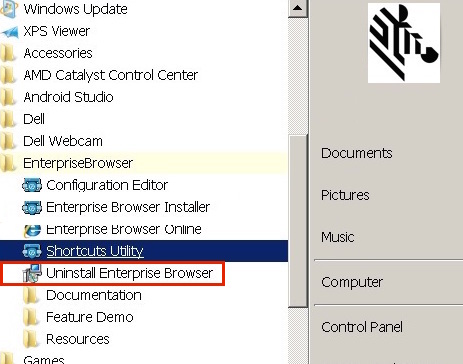 Windows Update
XPS Viewer
Accessories
AMD Catalyst Control Center
Android Studio
Dell
Dell Webcam
EnterpriseBrowser
Configuration Editor
Enterprise Browser Installer
Enterprise Browser Online
Shortcuts Utility
Uninstall Enterprise Browser
Documentation
Feature Demo
Resources
Games
Documents
Pictures
Music
Computer
Control Panel